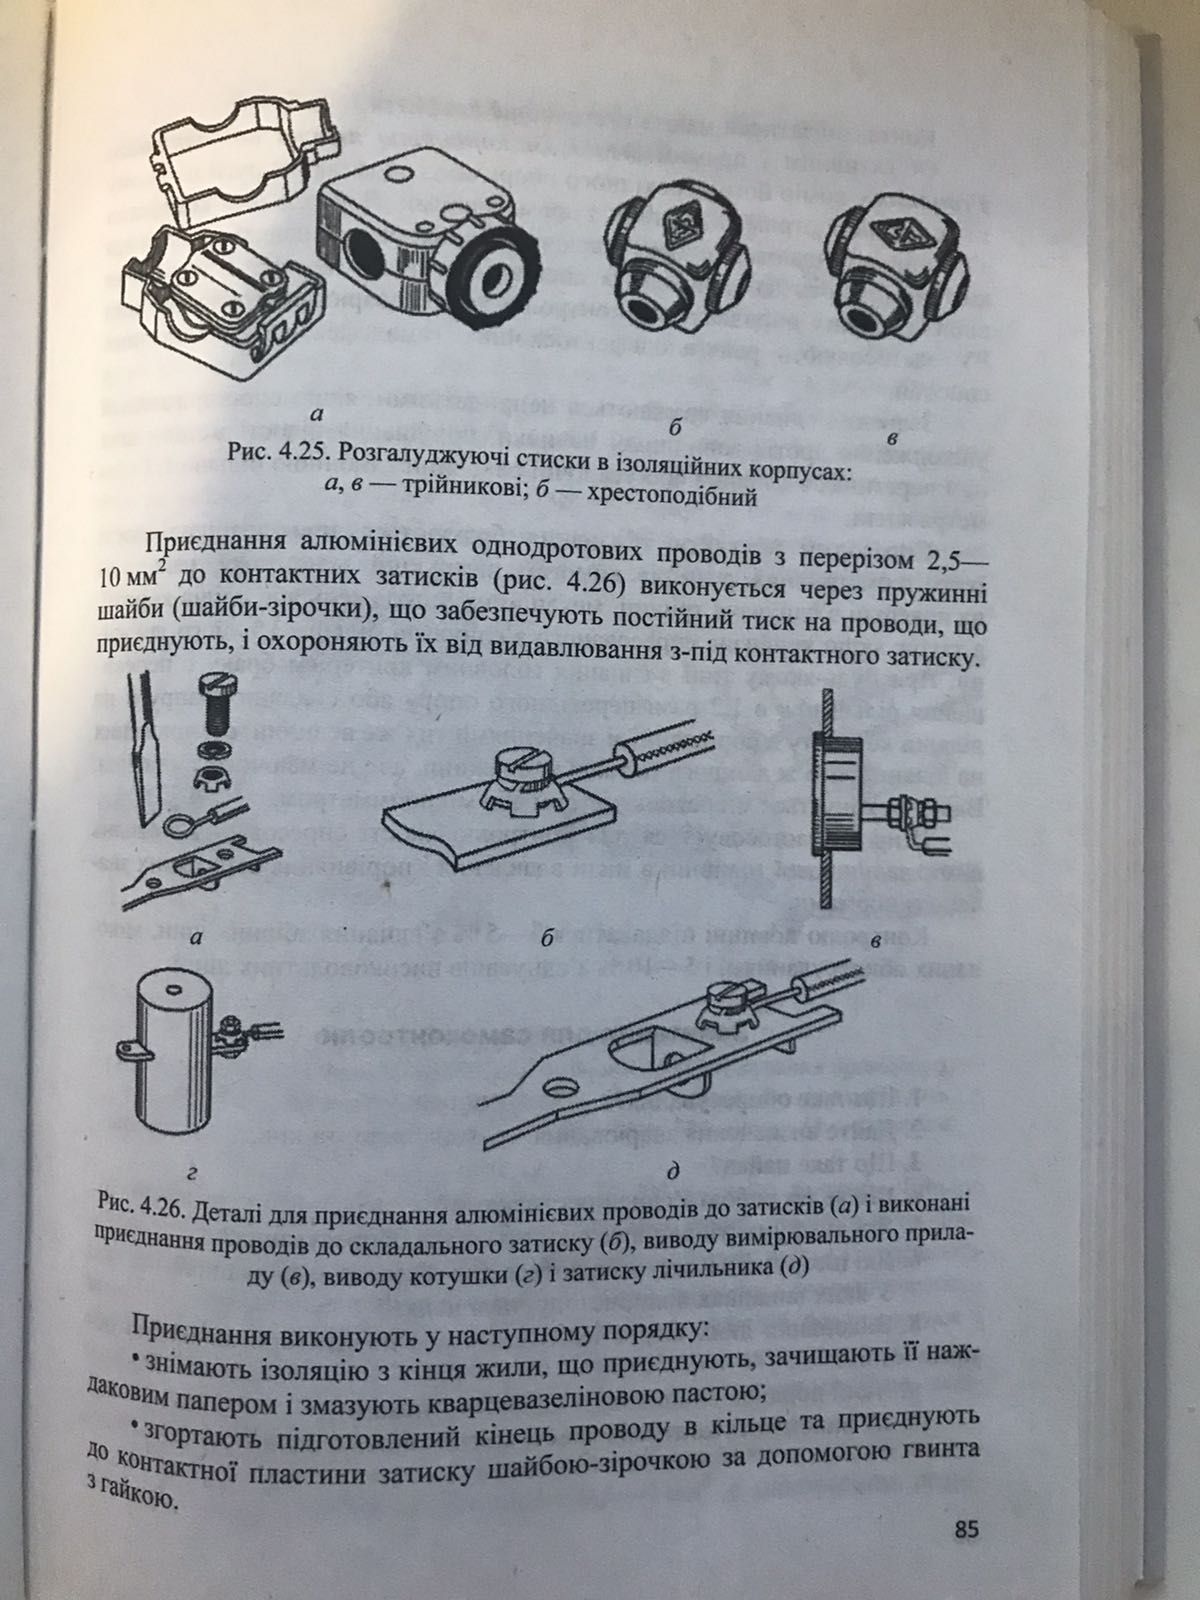 а
б
в
Рис. 4.25. Розгалуджуючі стиски в ізоляційних корпусах:
а, в — трійникові; б — хрестоподібний
Приєднання алюмінієвих однодротових проводів з перерізом 2,5—
10 мм² до контактних затисків (рис. 4.26) виконується через пружинні
шайби (шайби-зірочки), що забезпечують постійний тиск на проводи, що
приєднують, і охороняють їх від видавлювання з-під контактного затиску.
а
б
в
г
д
Рис. 4.26. Деталі для приєднання алюмінієвих проводів до затисків (а) і виконані
приєднання проводів до складального затиску (б), виводу вимірювального прила-
ду (в), виводу котушки (г) і затиску лічильника (д)
Приєднання виконують у наступному порядку:
• знімають ізоляцію з кінця жили, що приєднують, зачищають її наж-
даковим папером і змазують кварцевазеліновою пастою;
• згортають підготовлений кінець проводу в кільце та приєднують
до контактної пластини затиску шайбою-зірочкою за допомогою гвинта
з гайкою.
85